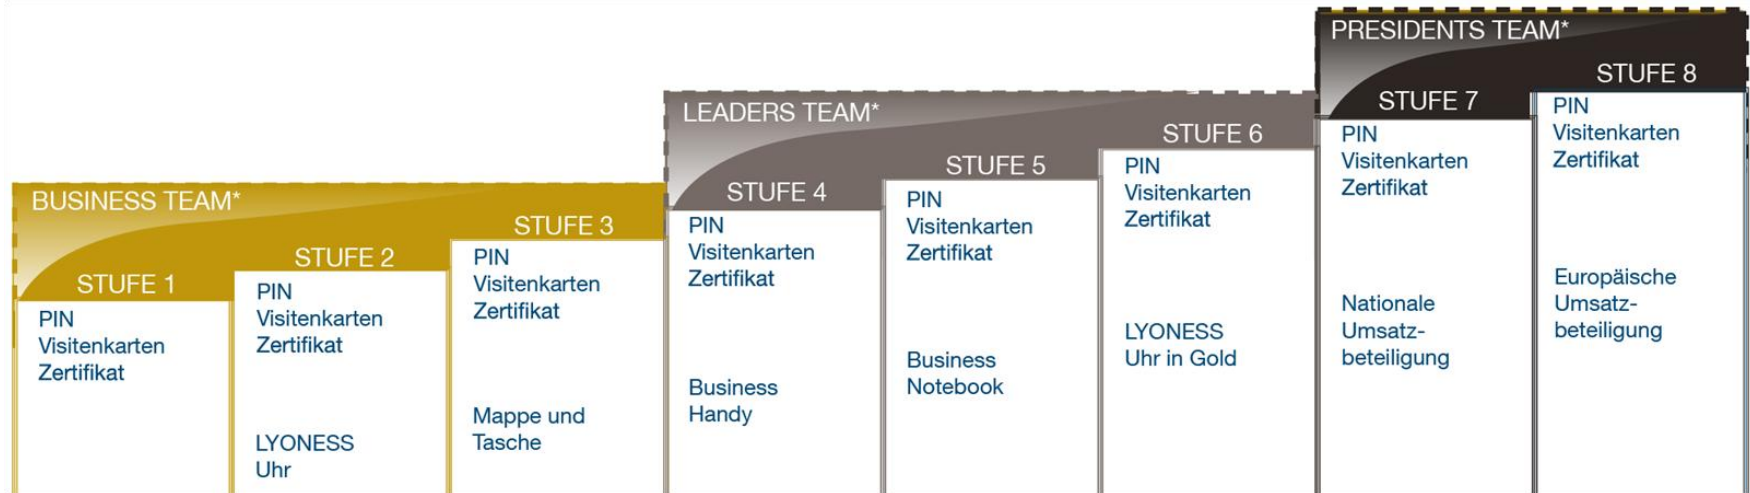 BUSINESS TEAM*
STUFE 1
PIN
Visitenkarten
Zertifikat
STUFE 2
PIN
Visitenkarten
Zertifikat
LYONESS
Uhr
STUFE 3
PIN
Visitenkarten
Zertifikat
Mappe und
Tasche
LEADERS TEAM*
STUFE 4
PIN
Visitenkarten
Zertifikat
Business
Handy
STUFE 5
PIN
Visitenkarten
Zertifikat
Business
Notebook
STUFE 6
PIN
Visitenkarten
Zertifikat
LYONESS
Uhr in Gold
PRESIDENTS TEAM*
STUFE 7
PIN
Visitenkarten
Zertifikat
Nationale
Umsatz-
beteiligung
STUFE 8
PIN
Visitenkarten
Zertifikat
Europäische
Umsatz-
beteiligung